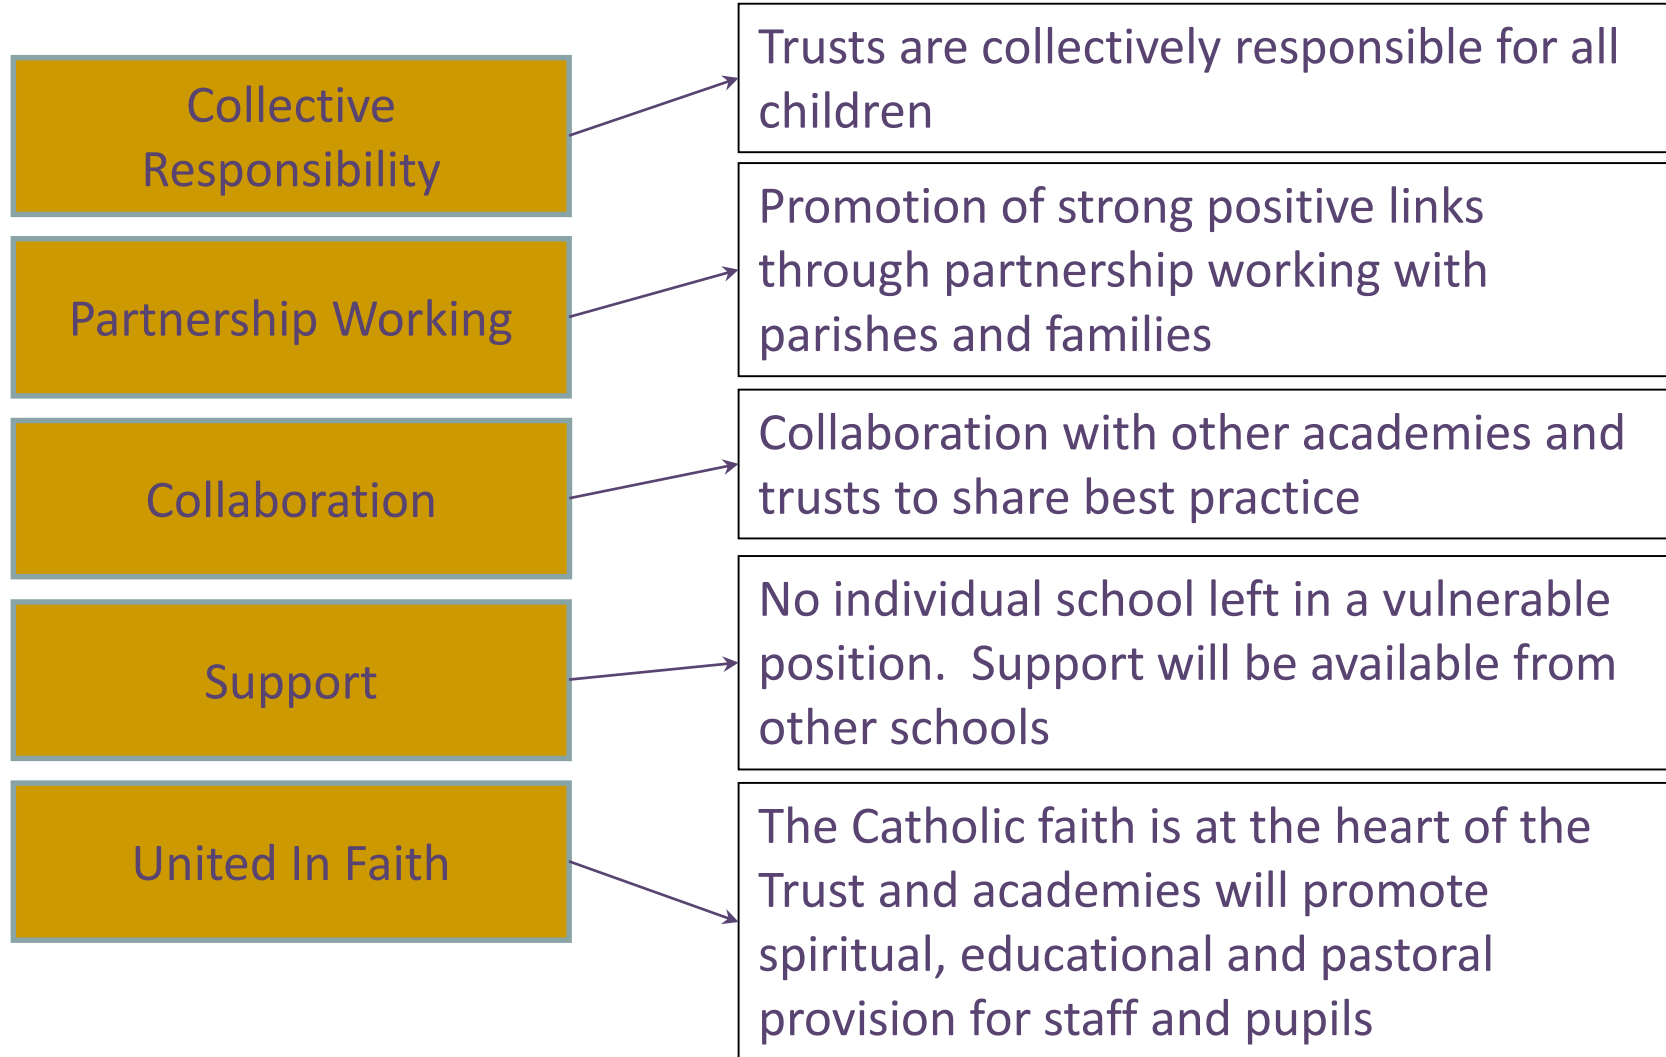 Collective
Responsibility
Trusts are collectively responsible for all
children
Partnership Working
Promotion of strong positive links
through partnership working with
parishes and families
Collaboration
Collaboration with other academies and
trusts to share best practice
Support
No individual school left in a vulnerable
position.  Support will be available from
other schools
United In Faith
The Catholic faith is at the heart of the
Trust and academies will promote
spiritual, educational and pastoral
provision for staff and pupils